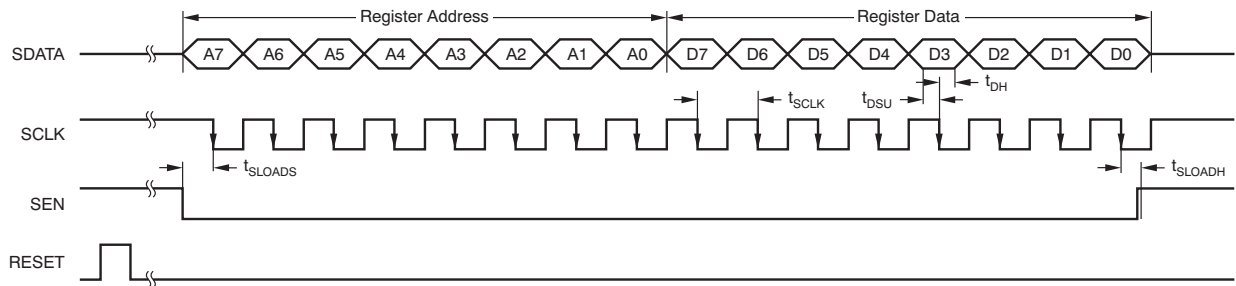 Register Address Register Data
SDATA A7 A6 A5 A4 A3 A2 A1 A0 D7 D6 D5 D4 D3 D2 D1 D0
tSCLK tDSU tDH
SCLK
tSLOADS tSLOADH
SEN
RESET